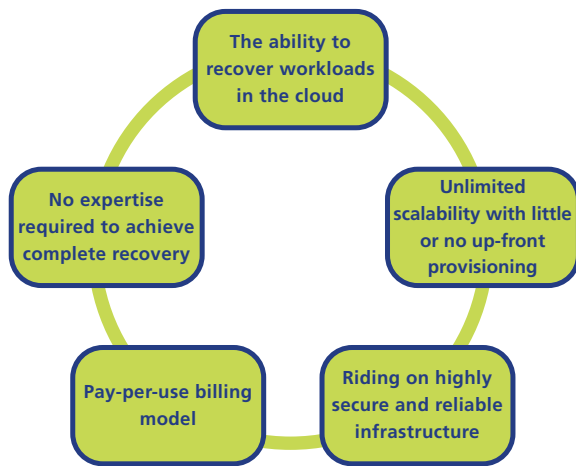 The ability to
recover workloads
in the cloud
Unlimited
scalability with little
or no up-front
provisioning
Riding on highly
secure and reliable
infrastructure
Pay-per-use billing
model
No expertise
required to achieve
complete recovery